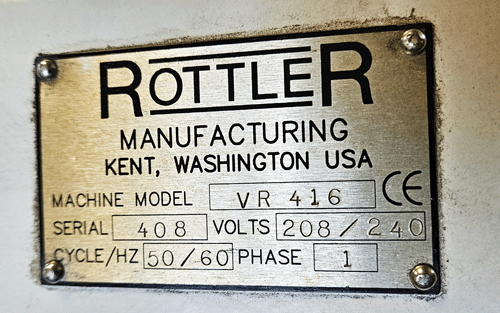 ROTTLER
MANUFACTURING
KENT, WASHINGTON USA
MACHINE MODEL VR 416 CE
SERIAL 408 VOLTS 208/240
CYCLE/HZ 50/60 PHASE 1